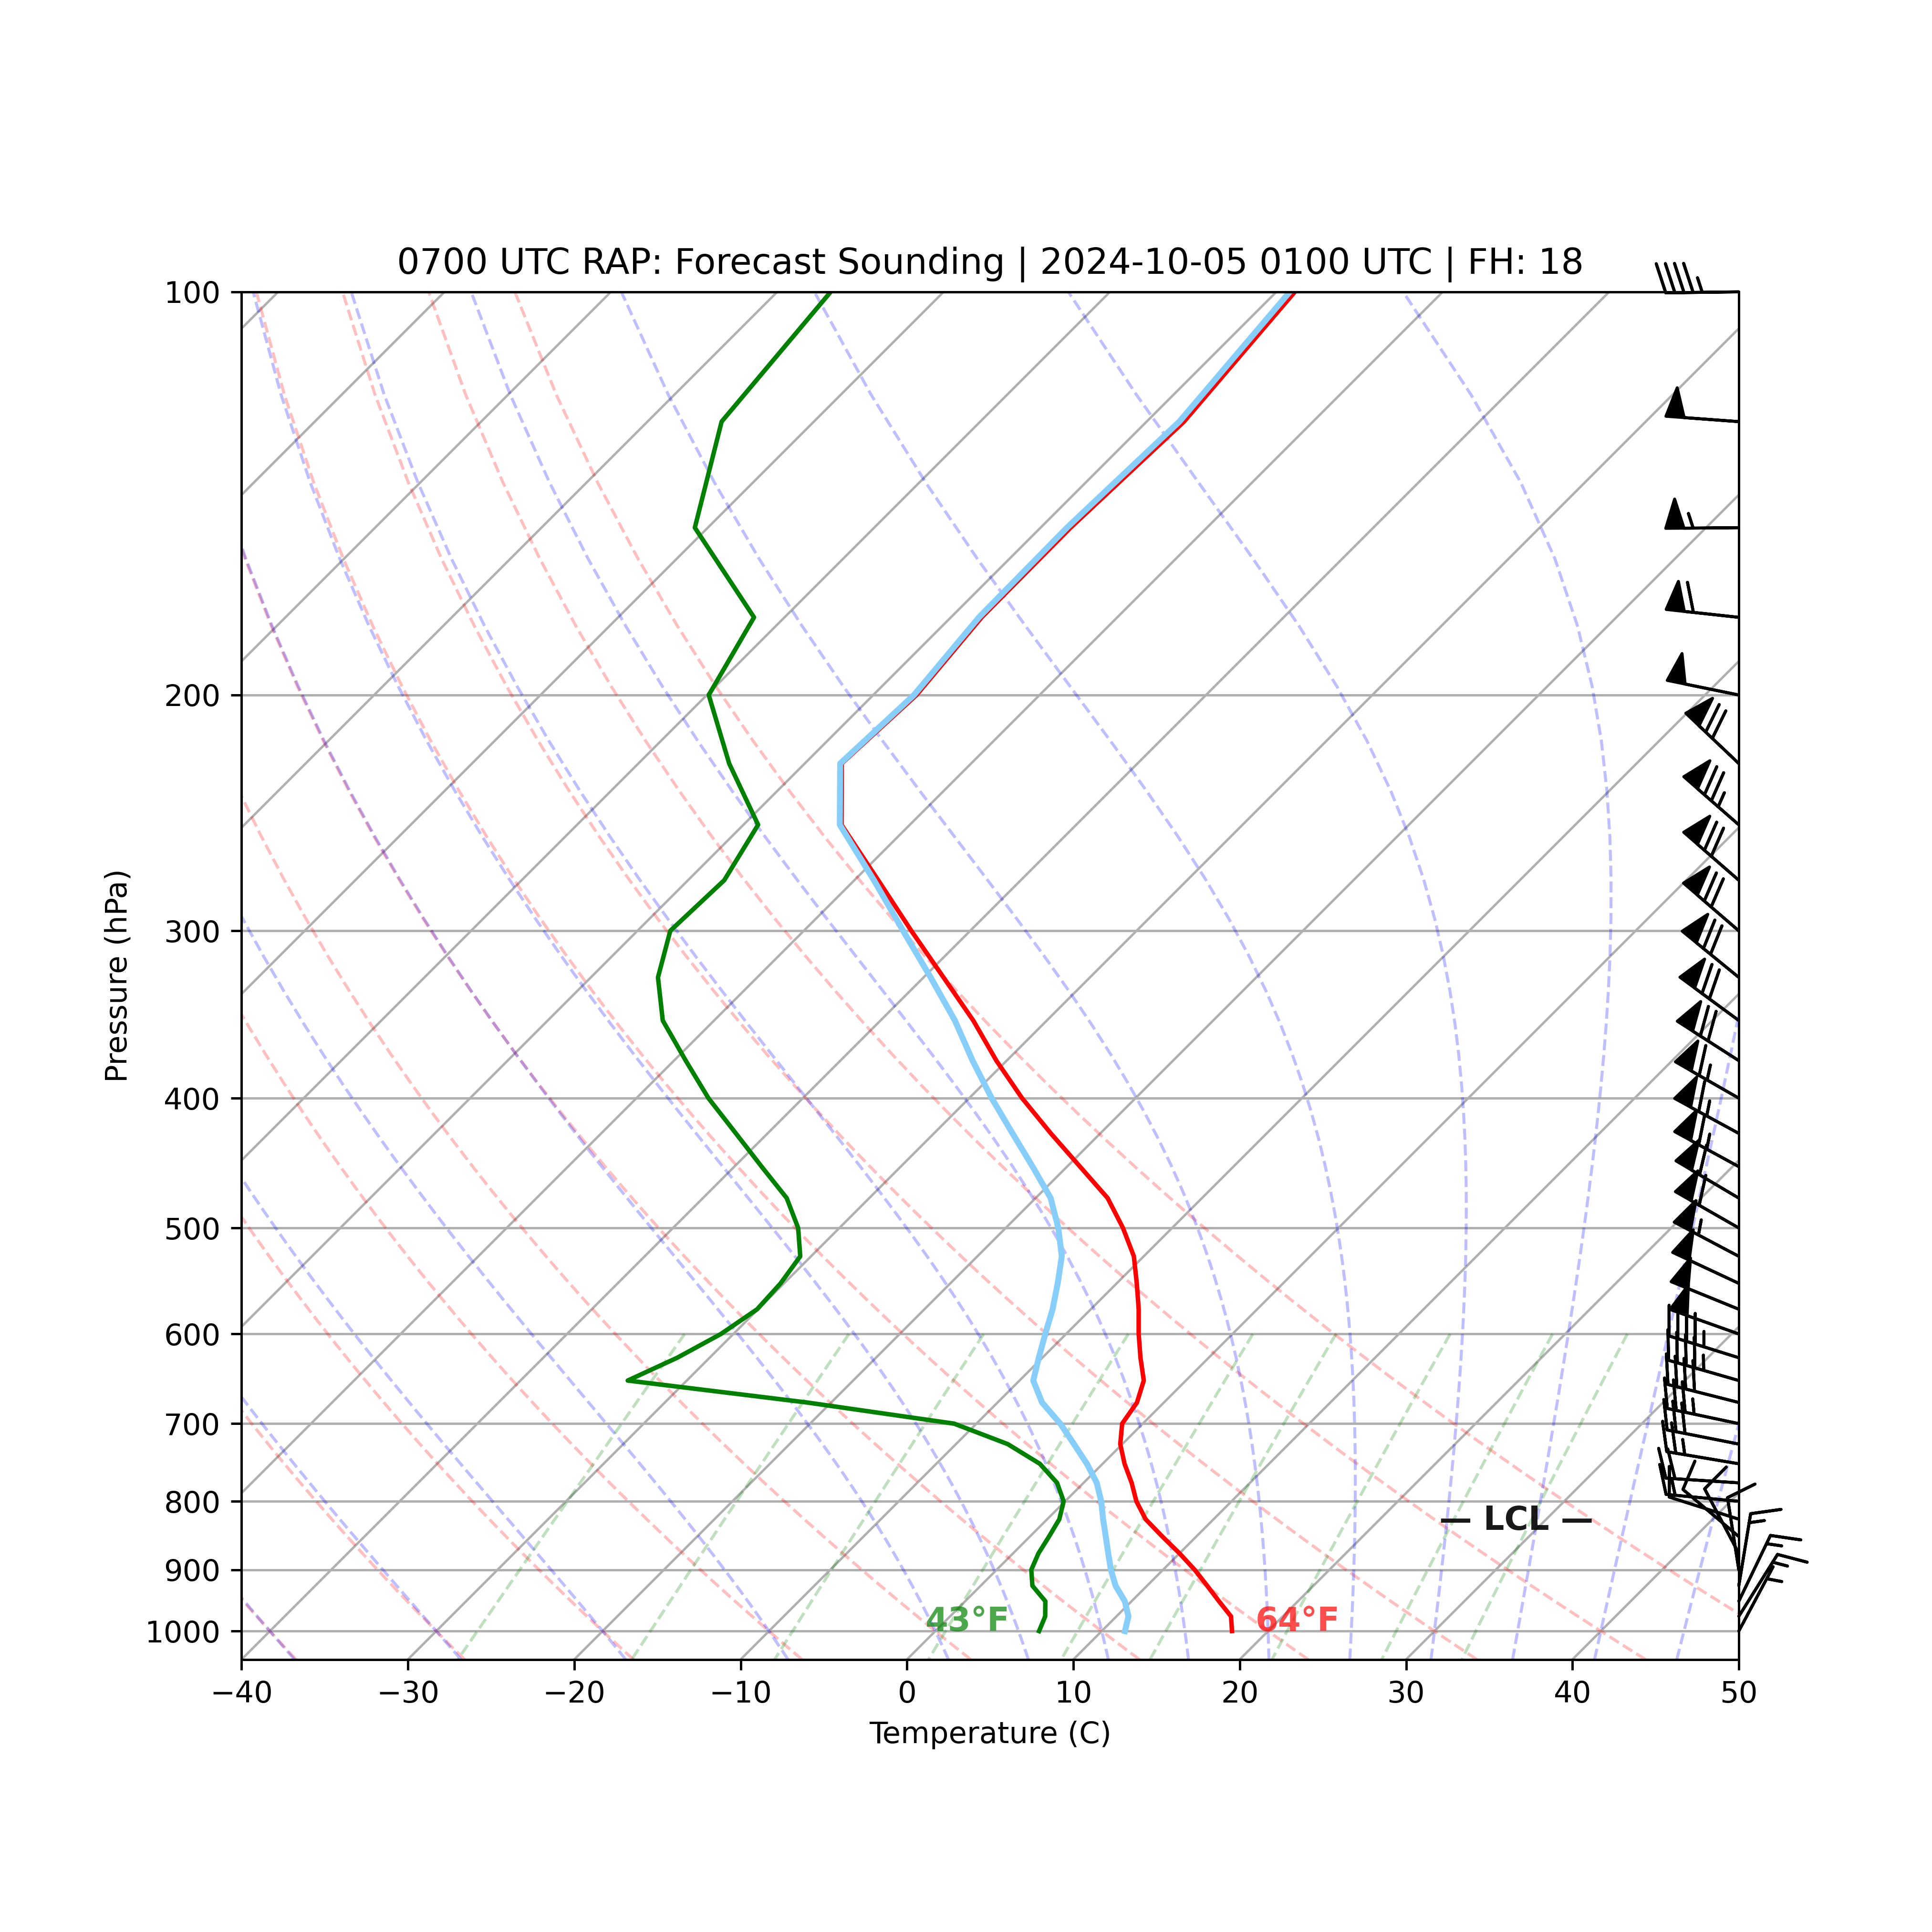 0700 UTC RAP: Forecast Sounding | 2024-10-05 0100 UTC | FH: 18
100
200
300
400
500
600
700
800
900
1000
Pressure (hPa)
— LCL —
43°F
64°F
−40 −30 −20 −10 0 10 20 30 40 50
Temperature (C)